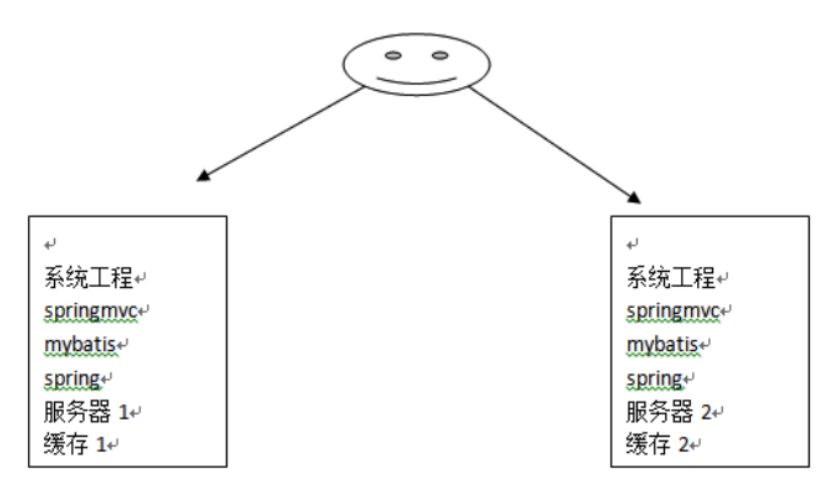 系统工程
springmvc
mybatis
spring
服务器 1
缓存 1
系统工程
springmvc
mybatis
spring
服务器 2
缓存 2